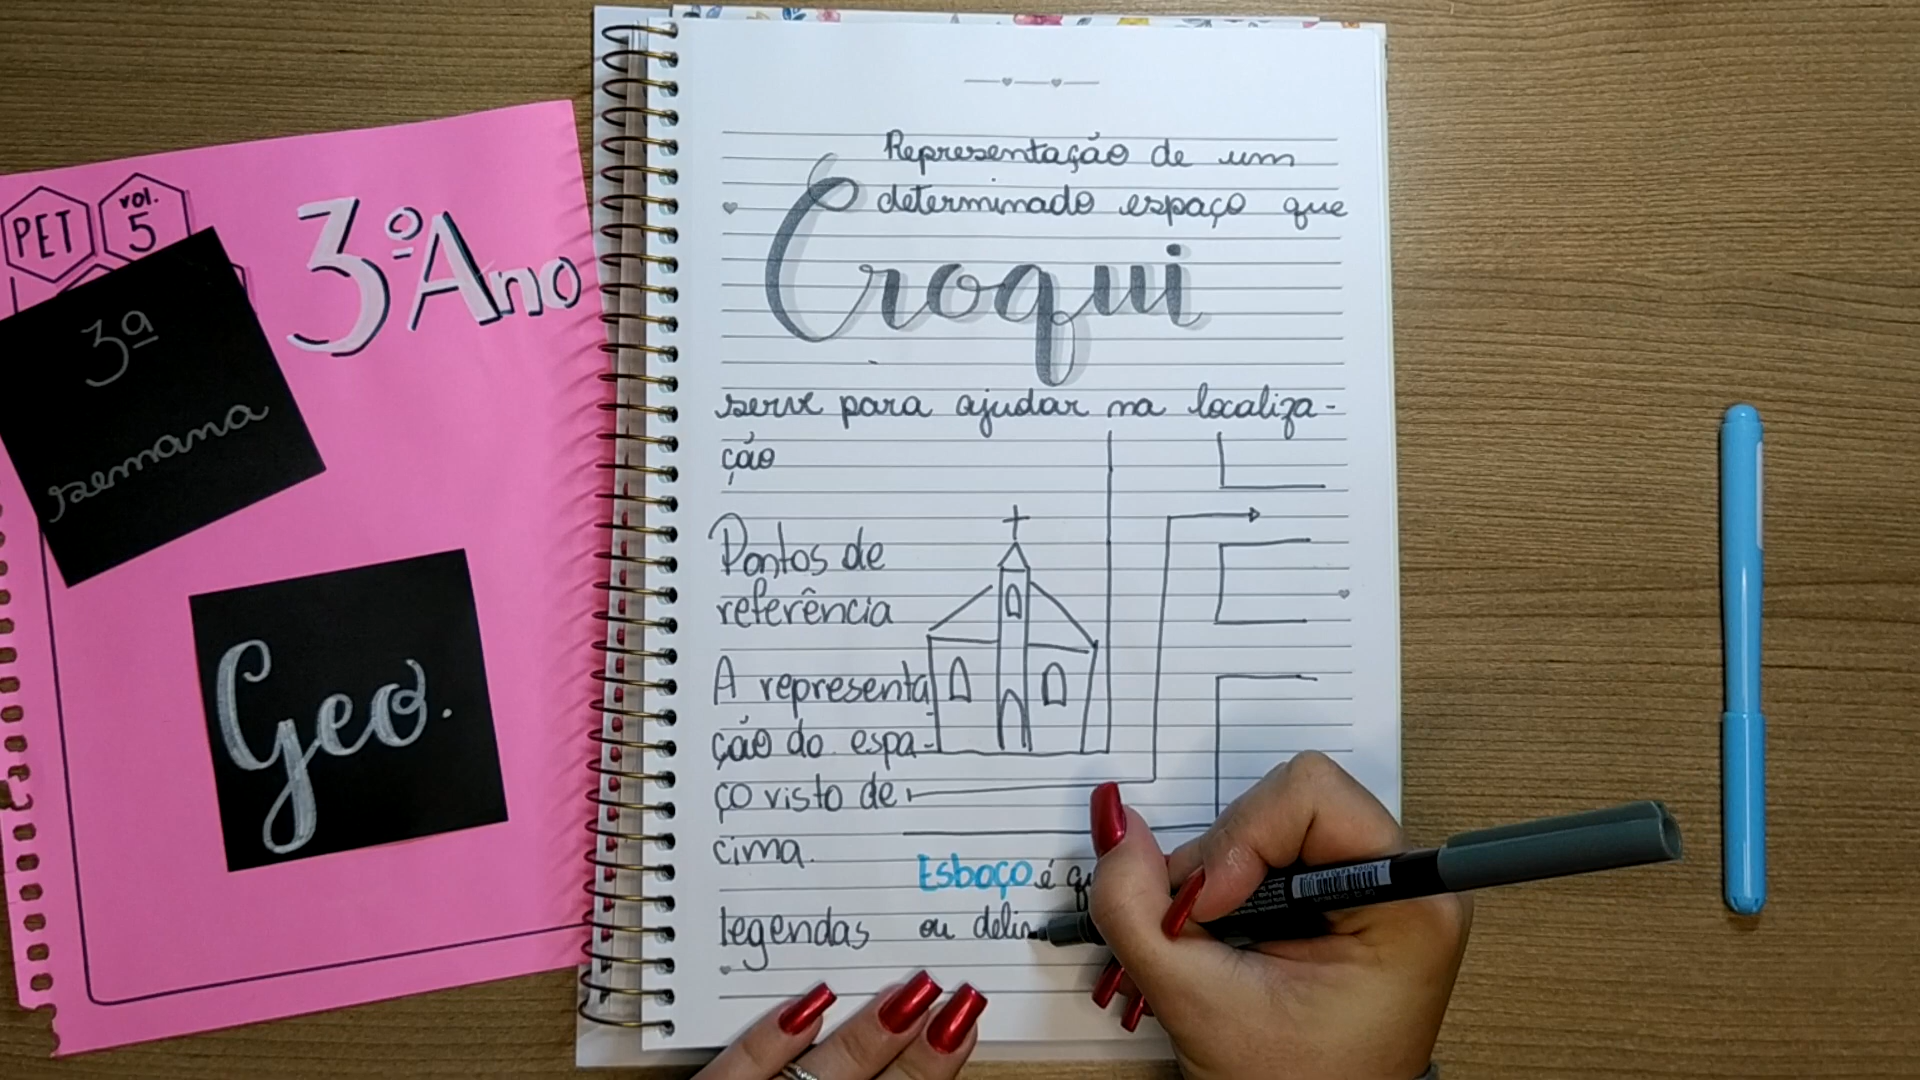 PET
vol.
5
3º Ano
3ª
semana
Geo.
Representação de um
determinado espaço que
Croqui
serve para ajudar na localiza-
ção
Pontos de
referência
A representa
ção do espa-
ço visto de
cima.
legendas
Esboço é
ou delin